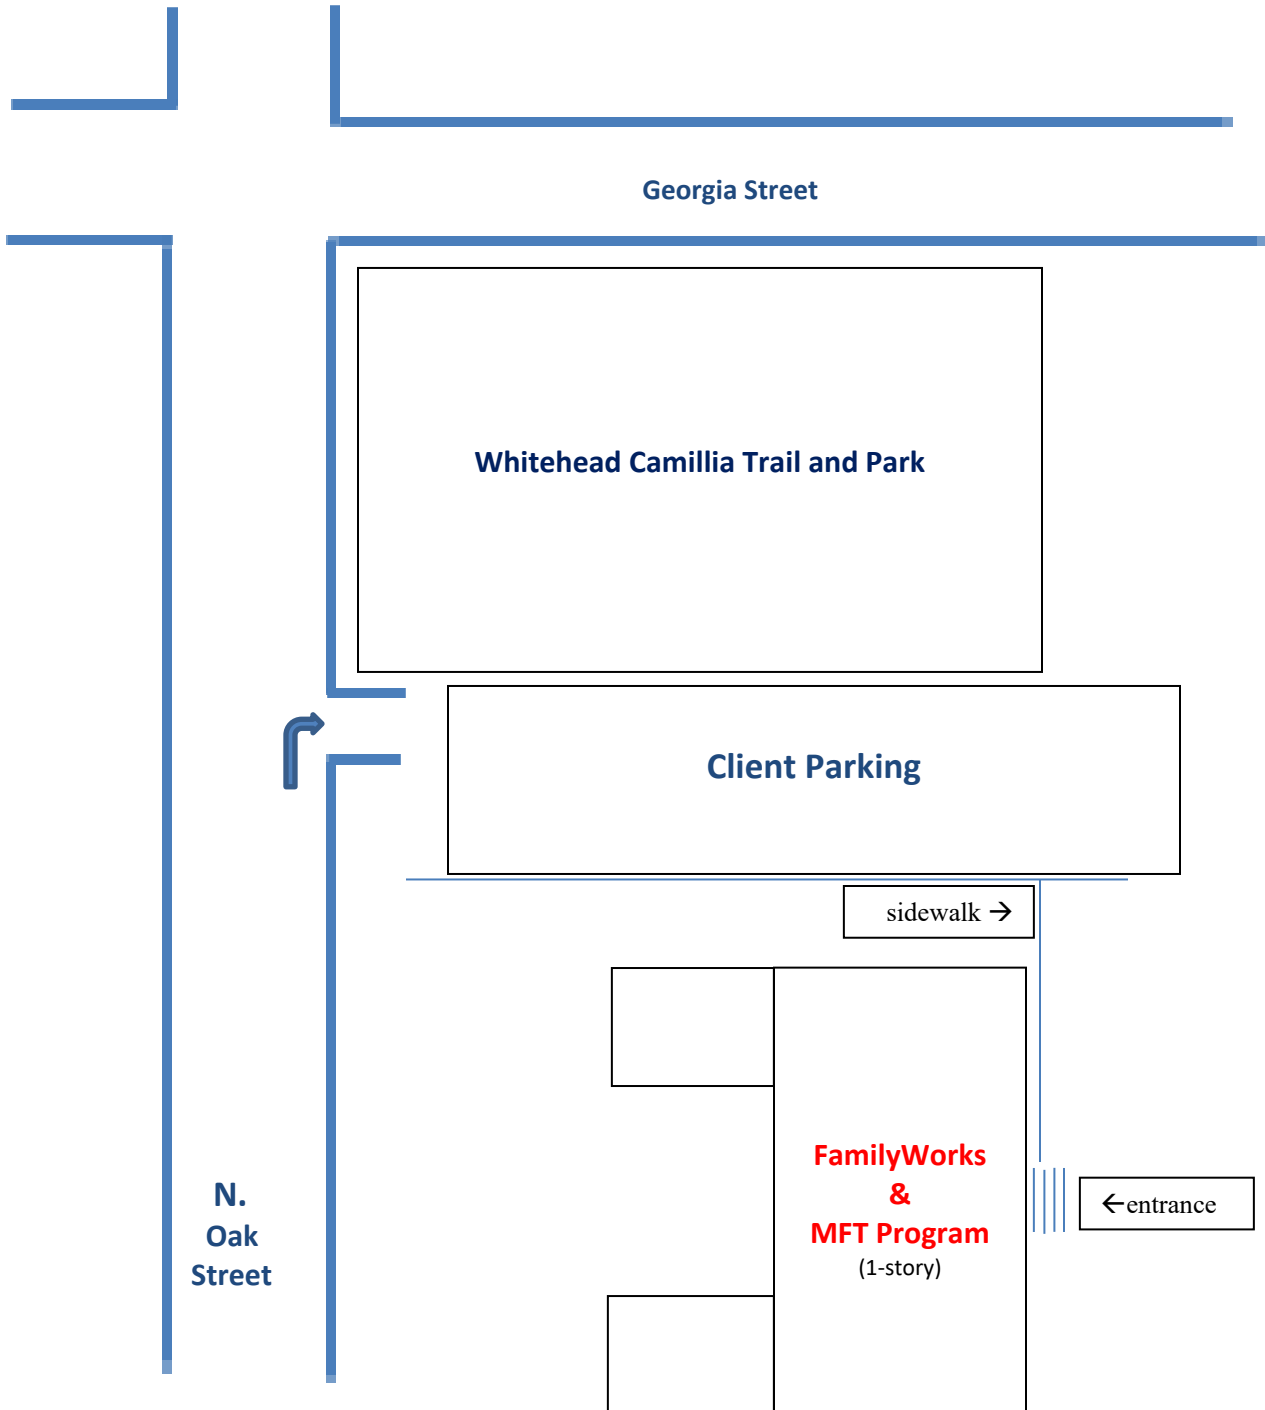 Georgia Street
Whitehead Camillia Trail and Park
Client Parking
sidewalk →
FamilyWorks
&
MFT Program
(1-story)
←entrance
N.
Oak
Street